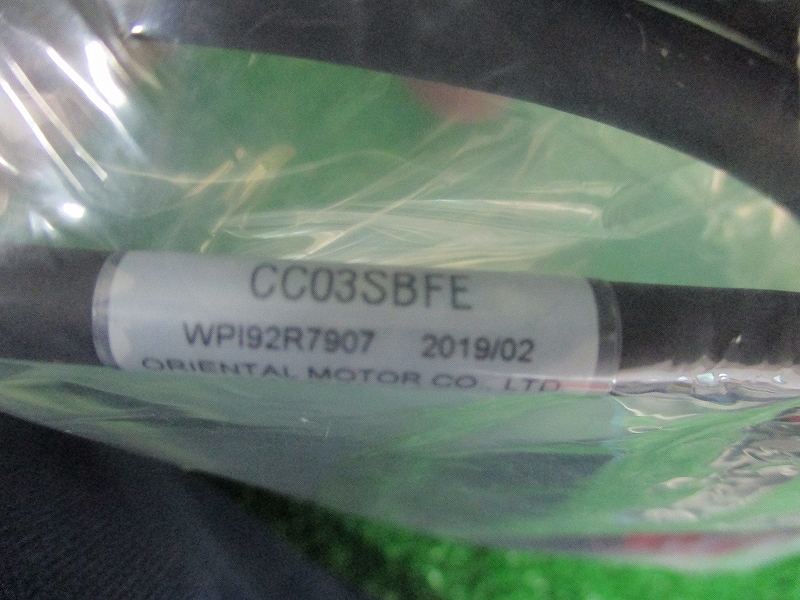 CC03SBFE
WPI92R7907 2019/02
ORIENTAL MOTOR CO., LTD